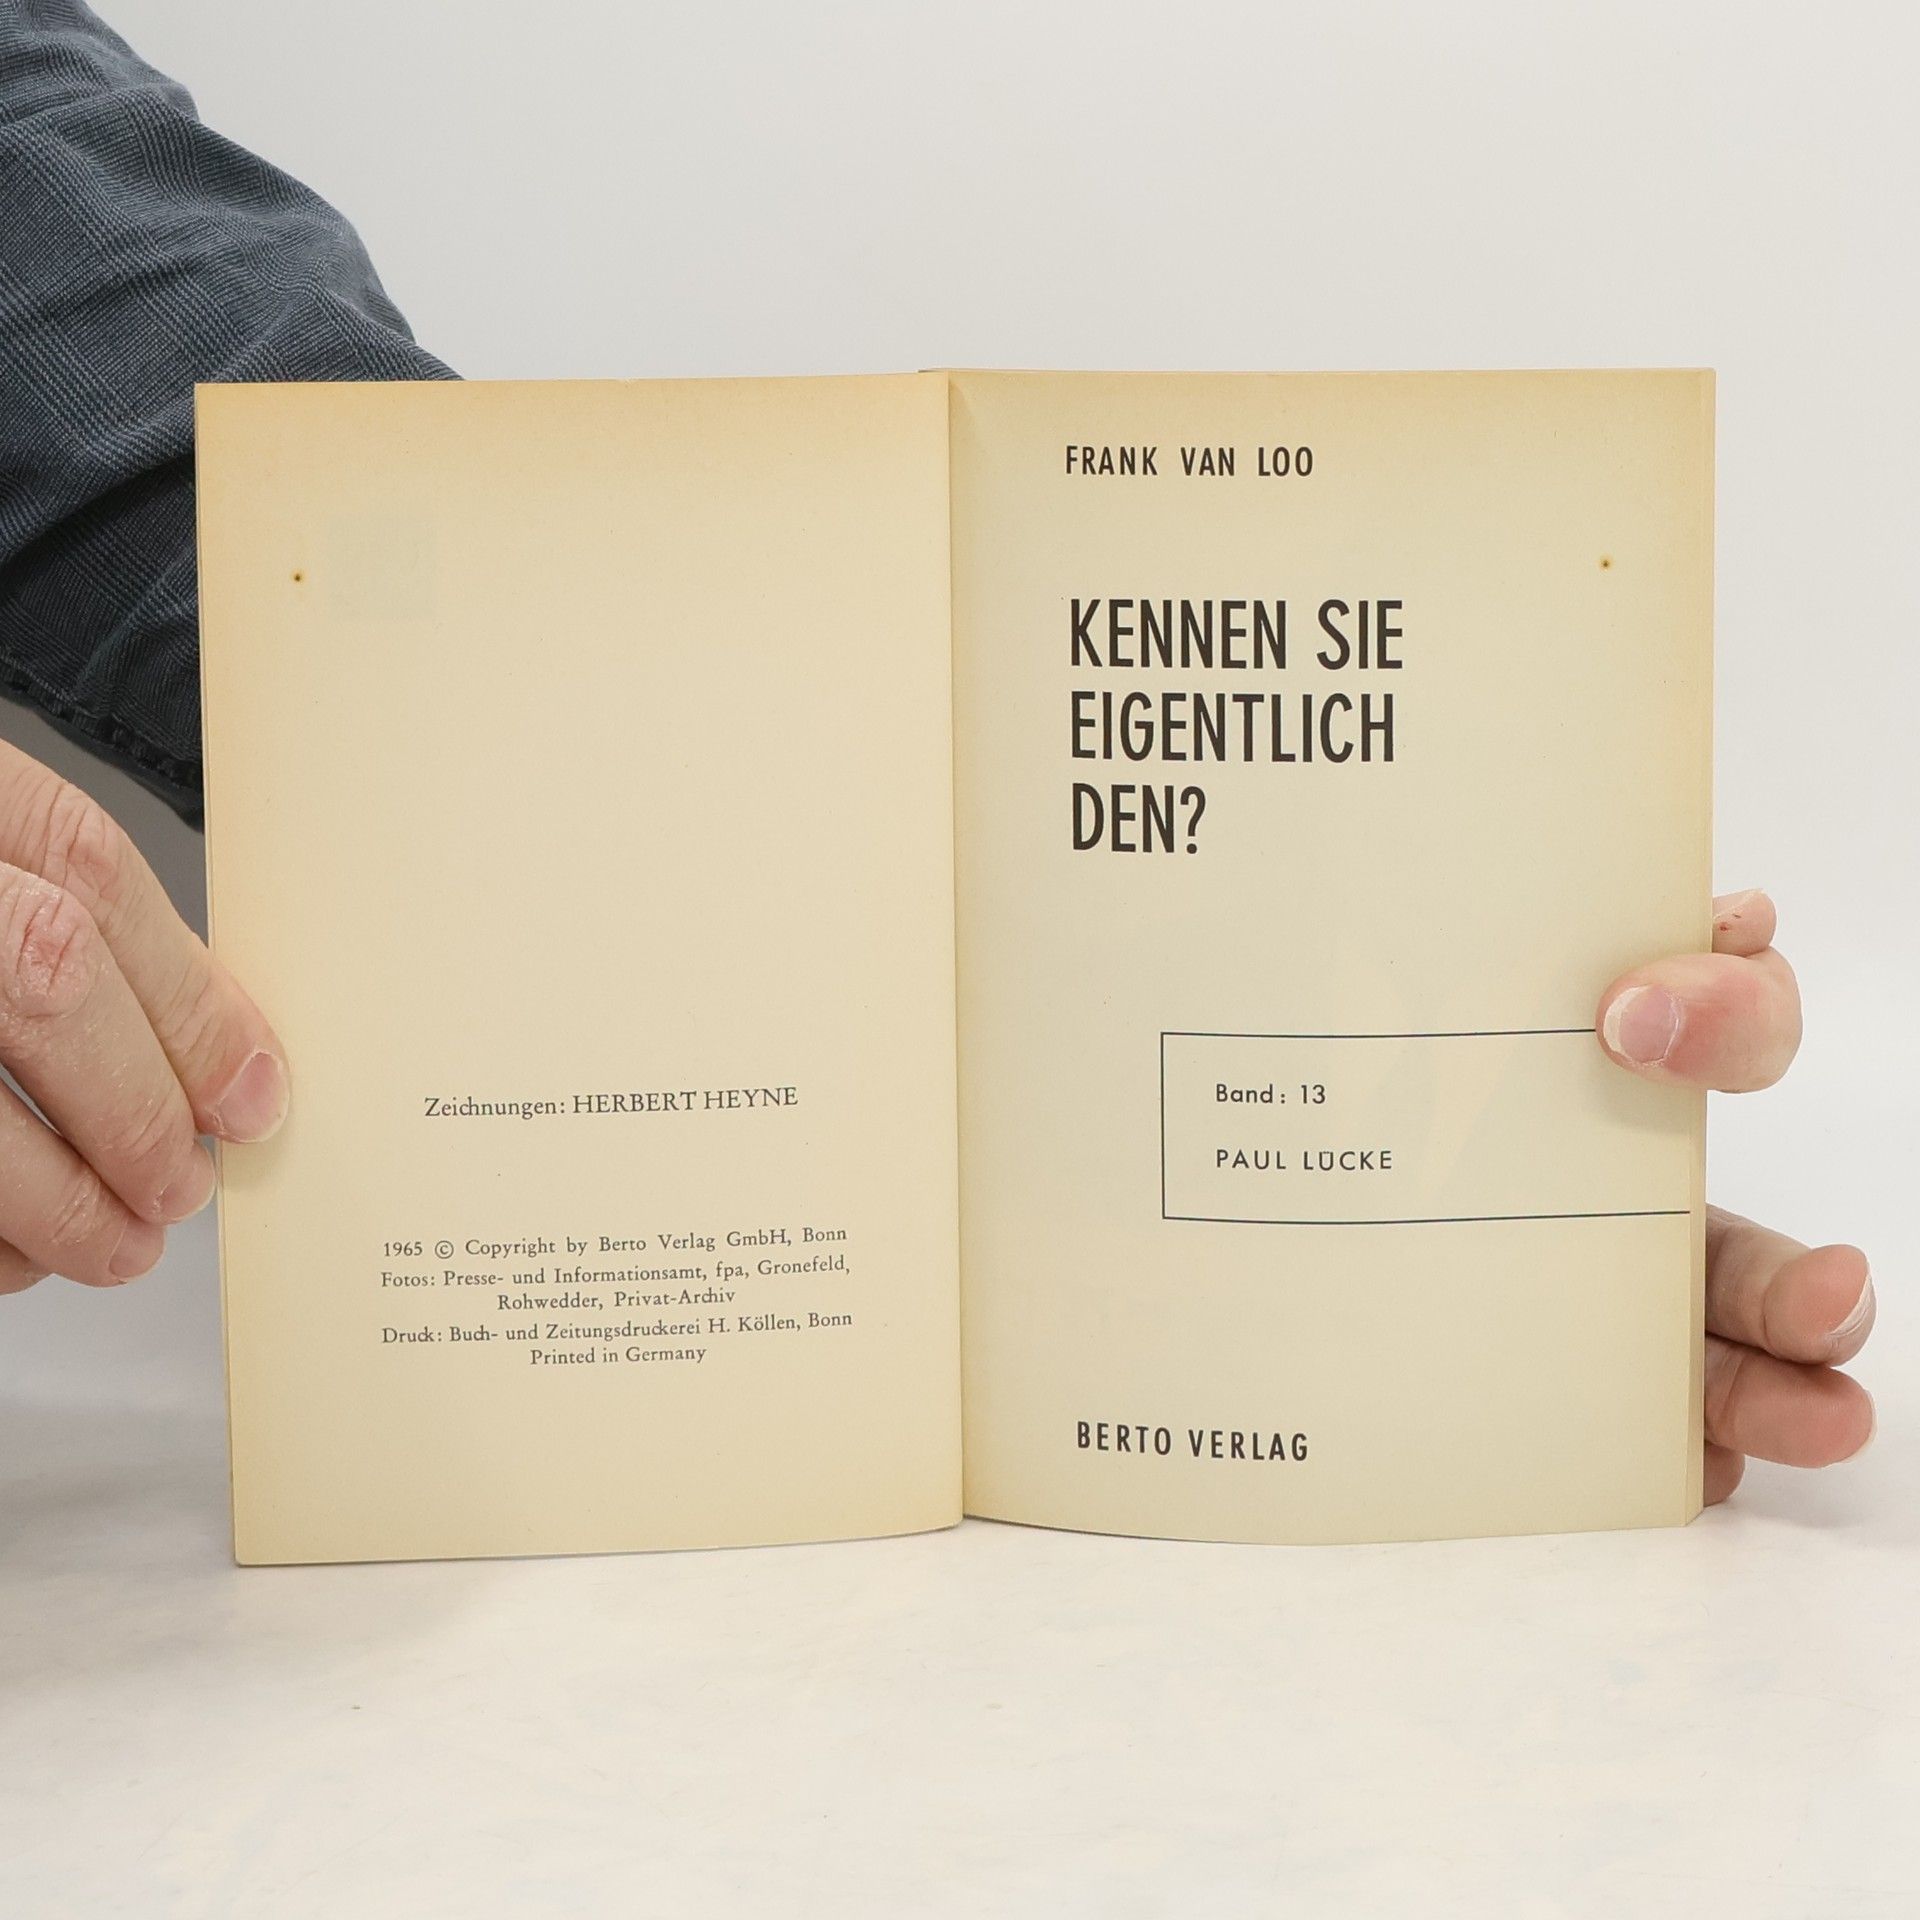 Zeichnungen: HERBERT HEYNE
1965 © Copyright by Berto Verlag GmbH, Bonn
Fotos: Presse- und Informationsamt, fpa, Gronefeld,
Rohwedder, Privat-Archiv
Druck: Buch- und Zeitungsdruckerei H. Köllen, Bonn
Printed in Germany
FRANK VAN LOO
KENNEN SIE
EIGENTLICH
DEN?
Band: 13
PAUL LÜCKE
BERTO VERLAG